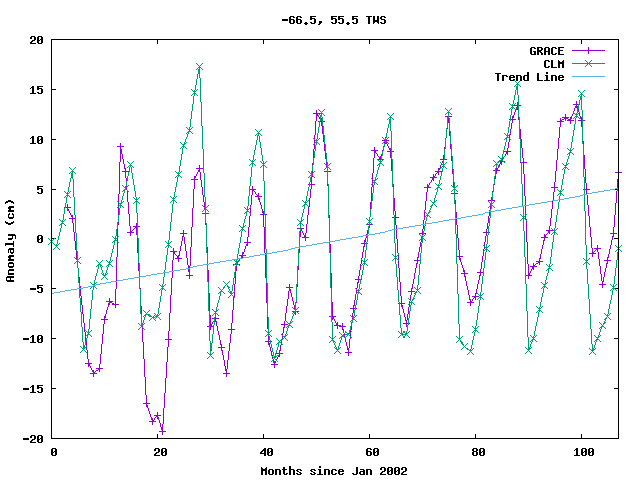 -66.5, 55.5 TWS
GRACE
CLM
Trend Line
20
15
10
5
0
-5
-10
-15
-20
Anomaly (cm)
0 20 40 60 80 100
Months since Jan 2002